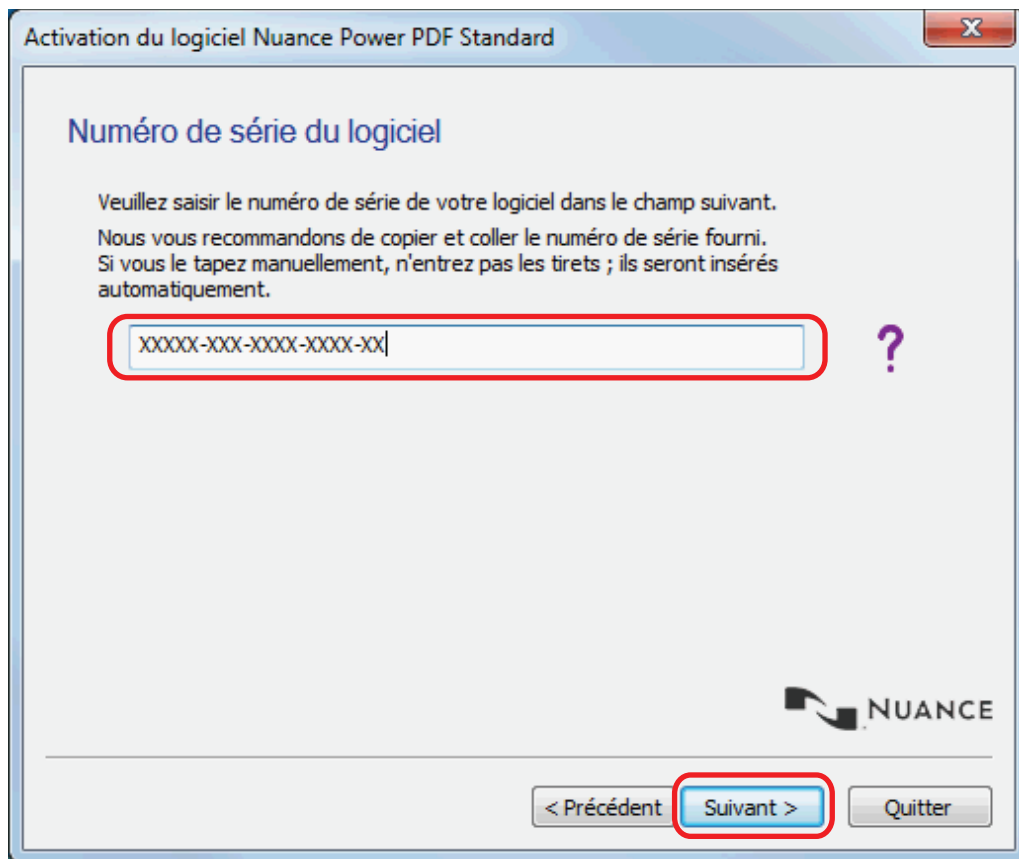 Activation du logiciel Nuance Power PDF Standard
Numéro de série du logiciel
Veuillez saisir le numéro de série de votre logiciel dans le champ suivant.
Nous vous recommandons de copier et coller le numéro de série fourni.
Si vous le tapez manuellement, n'entrez pas les tirets ; ils seront insérés
automatiquement.
XXXXX-XXX-XXXX-XXXX-XX
?
NUANCE
< Précédent Suivant > Quitter